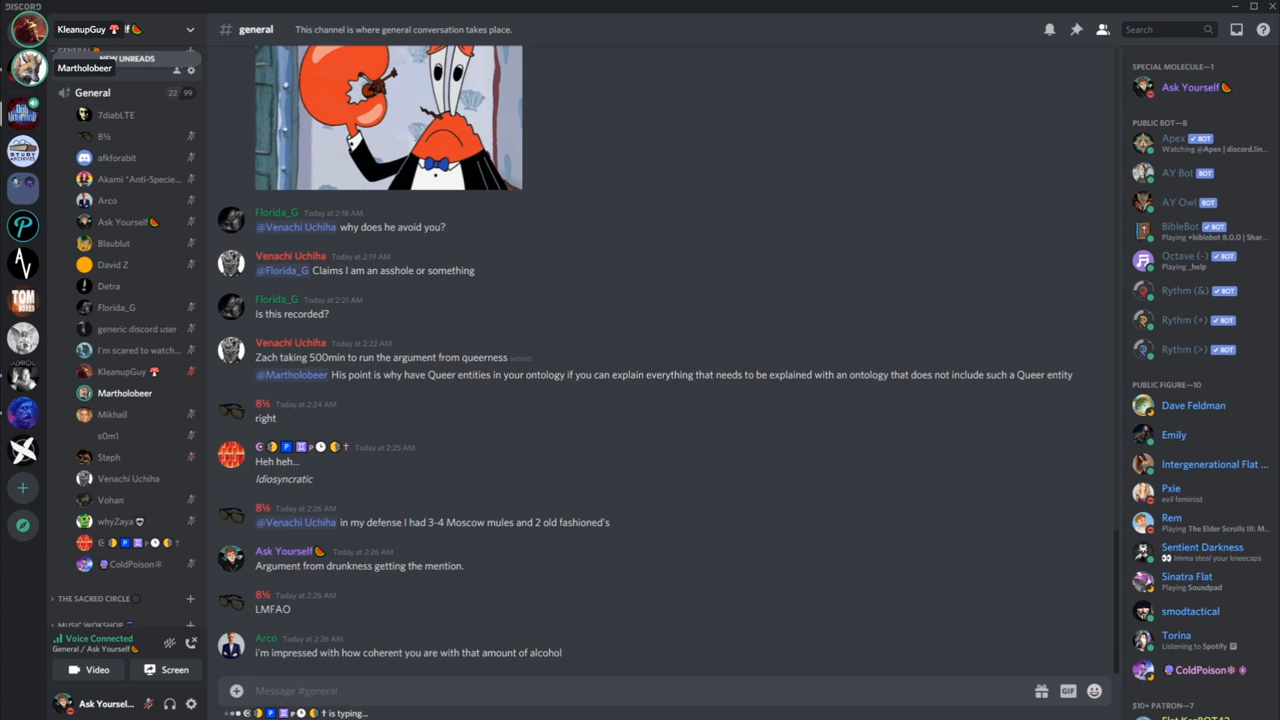 DISCORD
KleanupGuy lf
general
This channel is where general conversation takes place.
Search
NEW UNREADS
Martholobeer
General
22 99
7diabLTE
8½
afkforabit
Akami *Anti-Specie...
Arco
Ask Yourself
Blaublut
David Z
Detra
Florida_G
generic discord user
I'm scared to watch...
KleanupGuy
Martholobeer
Mikhail
s0m1
Steph
Venachi Uchiha
Vohan
whyZaya
ColdPoison
THE SACRED CIRCLE
MUSIC WOKSHOP
Voice Connected
General / Ask Yourself
Video
Screen
Ask Yoursel...
TOM
BOXES
Florida_G Today at 2:18 AM
@Venachi Uchiha why does he avoid you?
Venachi Uchiha Today at 2:19 AM
@Florida_G Claims I am an asshole or something
Florida_G Today at 2:21 AM
Is this recorded?
Venachi Uchiha Today at 2:22 AM
Zach taking 500min to run the argument from queerness (edited)
@Martholobeer His point is why have Queer entities in your ontology if you can explain everything that needs to be explained with an ontology that does not include such a Queer entity
8½ Today at 2:24 AM
right
Today at 2:25 AM
Heh heh...
Idiosyncratic
8½ Today at 2:26 AM
@Venachi Uchiha in my defense I had 3-4 Moscow mules and 2 old fashioned's
Ask Yourself Today at 2:26 AM
Argument from drunkness getting the mention.
8½ Today at 2:26 AM
LMFAO
Arco Today at 2:26 AM
i'm impressed with how coherent you are with that amount of alcohol
Message #general
GIF
is typing...
SPECIAL MOLECULE—1
Ask Yourself
PUBLIC BOT—8
Apex BOT
Watching @Apex | discord.lin...
AY Bot BOT
AY Owl BOT
BibleBot BOT
Playing +biblebot 8.0.0 | Shar...
Octave (-) BOT
Playing _help
Rythm (&) BOT
Rythm (+) BOT
Rythm (>) BOT
PUBLIC FIGURE—10
Dave Feldman
Emily
Intergenerational Flat ...
Pxie
evil feminist
Rem
Playing The Elder Scrolls III: M...
Sentient Darkness
Imma steal your kneecaps
Sinatra Flat
Playing Soundpad
smodtactical
Torina
Listening to Spotify
ColdPoison
$10+ PATRON—7